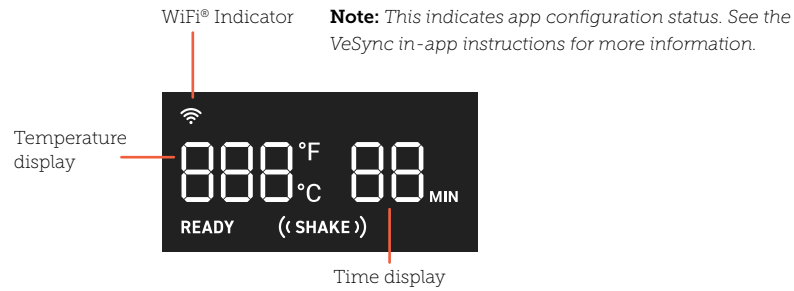 WiFi® Indicator
Note: This indicates app configuration status. See the
VeSync in-app instructions for more information.
Temperature
display
888 °F °C 88 MIN
READY ((SHAKE))
Time display